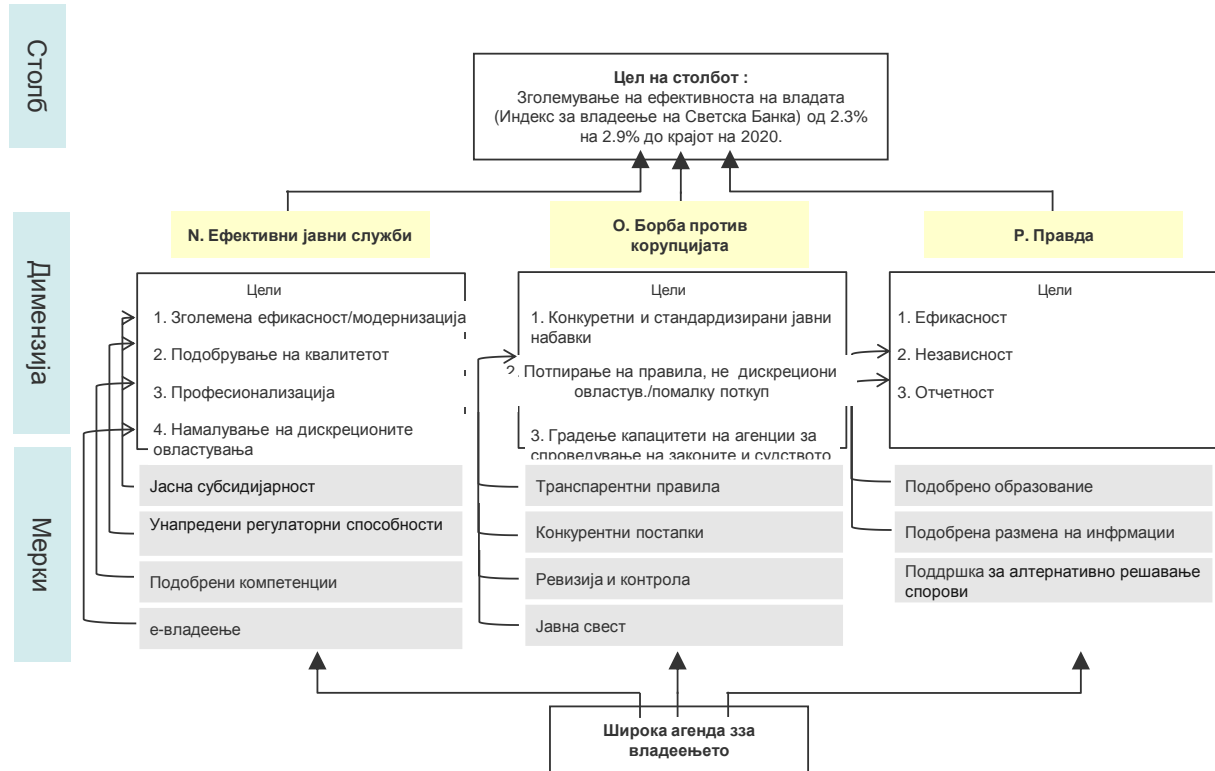 Столб
Цел на столбот :
Зголемување на ефективноста на владата
(Индекс за владеење на Светска Банка) од 2.3%
на 2.9% до крајот на 2020.
Димензија
N. Ефективни јавни служби
О. Борба против
корупцијата
Р. Правда
Цели
1. Зголемена ефикасност/модернизација
2. Подобрување на квалитетот
3. Професионализација
4. Намалување на дискреционите
овластувања
Цели
1. Конкуретни и стандардизирани јавни
набавки
2. Потпирање на правила, не дискрециони
овластув./помалку поткуп
3. Градење капацитети на агенции за
спроведување на законите и судството
Цели
1. Ефикасност
2. Независност
3. Отчетност
Мерки
Јасна субсидијарност
Унапредени регулаторни способности
Подобрени компетенции
е-владеење
Транспарентни правила
Конкурентни постапки
Ревизија и контрола
Јавна свест
Подобрено образование
Подобрена размена на инфрмации
Поддршка за алтернативно решавање
спорови
Широка агенда зза
владеењето